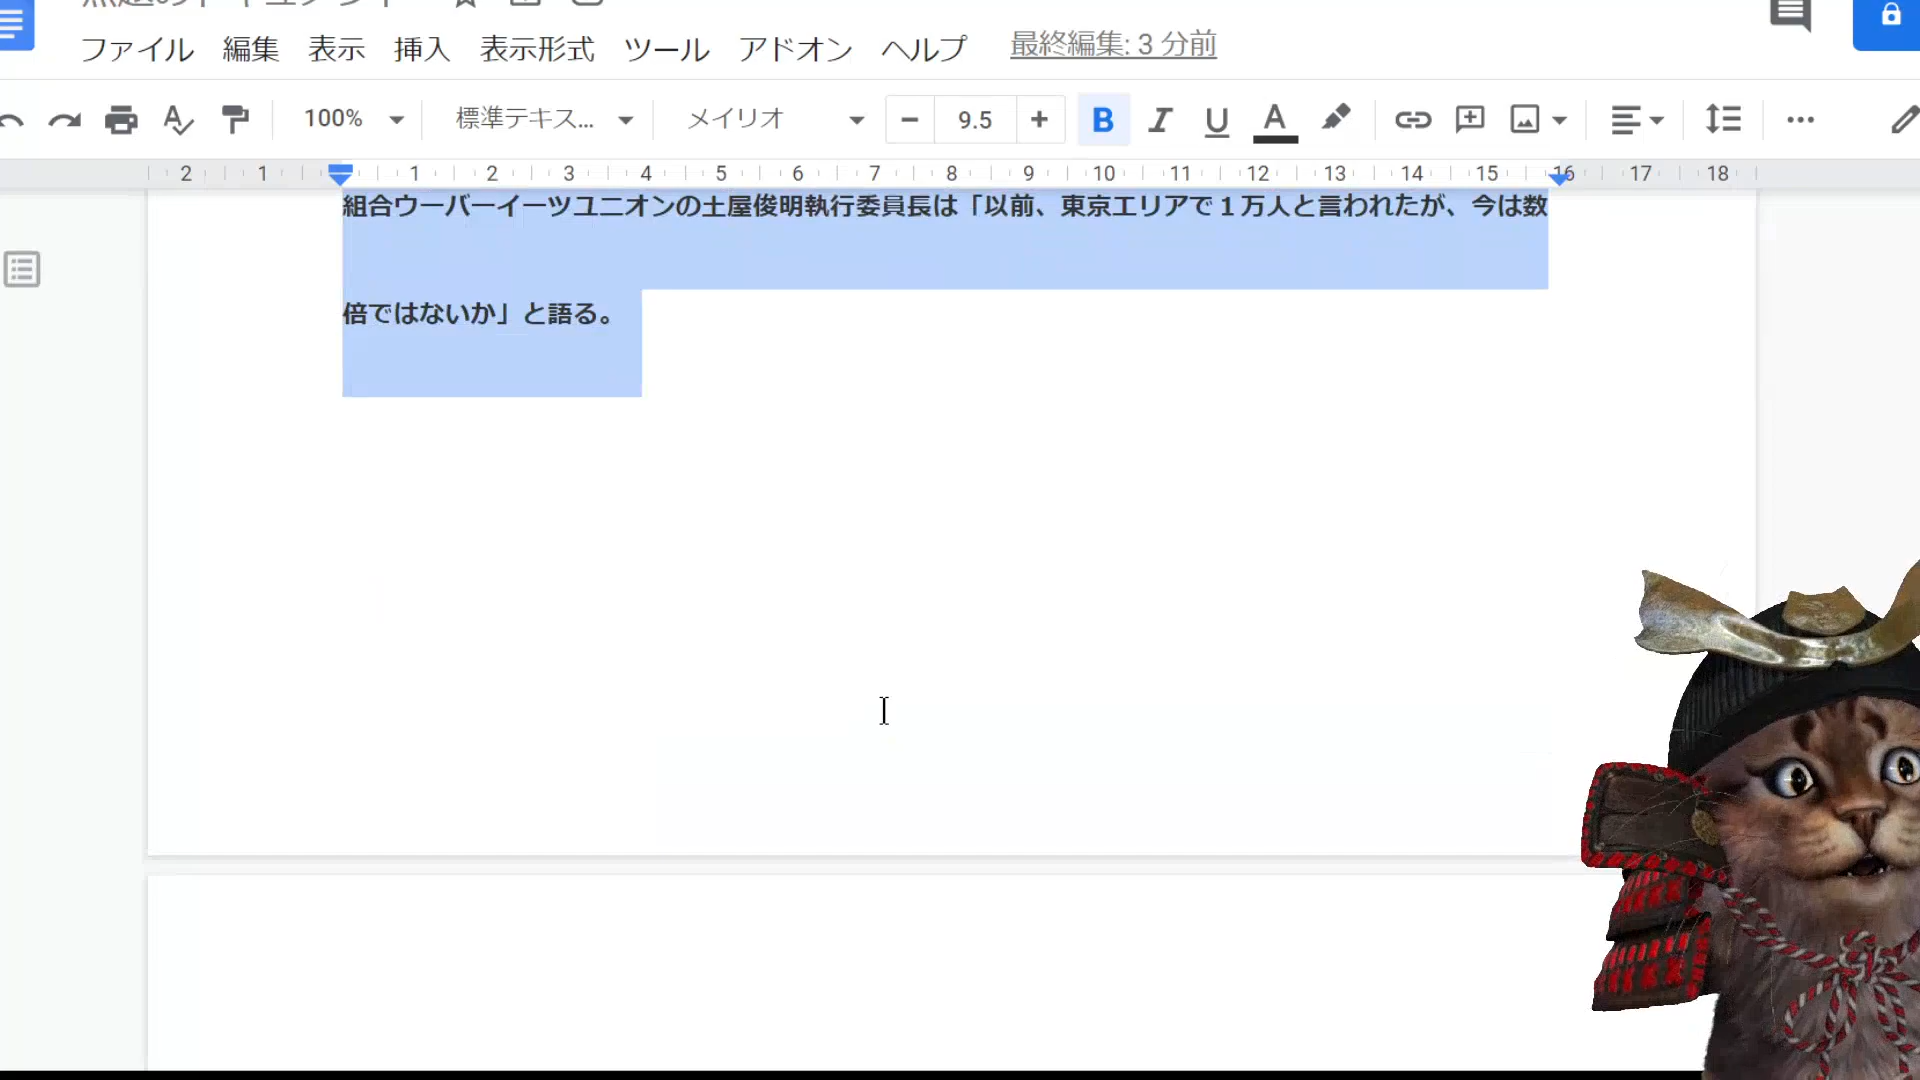 ファイル 編集 表示 挿入 表示形式 ツール アドオン ヘルプ 最終編集: 3 分前
100% 標準テキス... メイリオ − 9.5 + B I U A
2 1 1 2 3 4 5 6 7 8 9 10 11 12 13 14 15 16 17 18
組合ウーバーイーツユニオンの土屋俊明執行委員長は「以前、東京エリアで１万人と言われたが、今は数
倍ではないか」と語る。